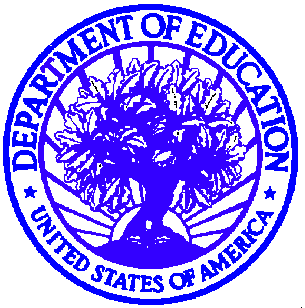 DEPARTMENT OF EDUCATION
UNITED STATES OF AMERICA